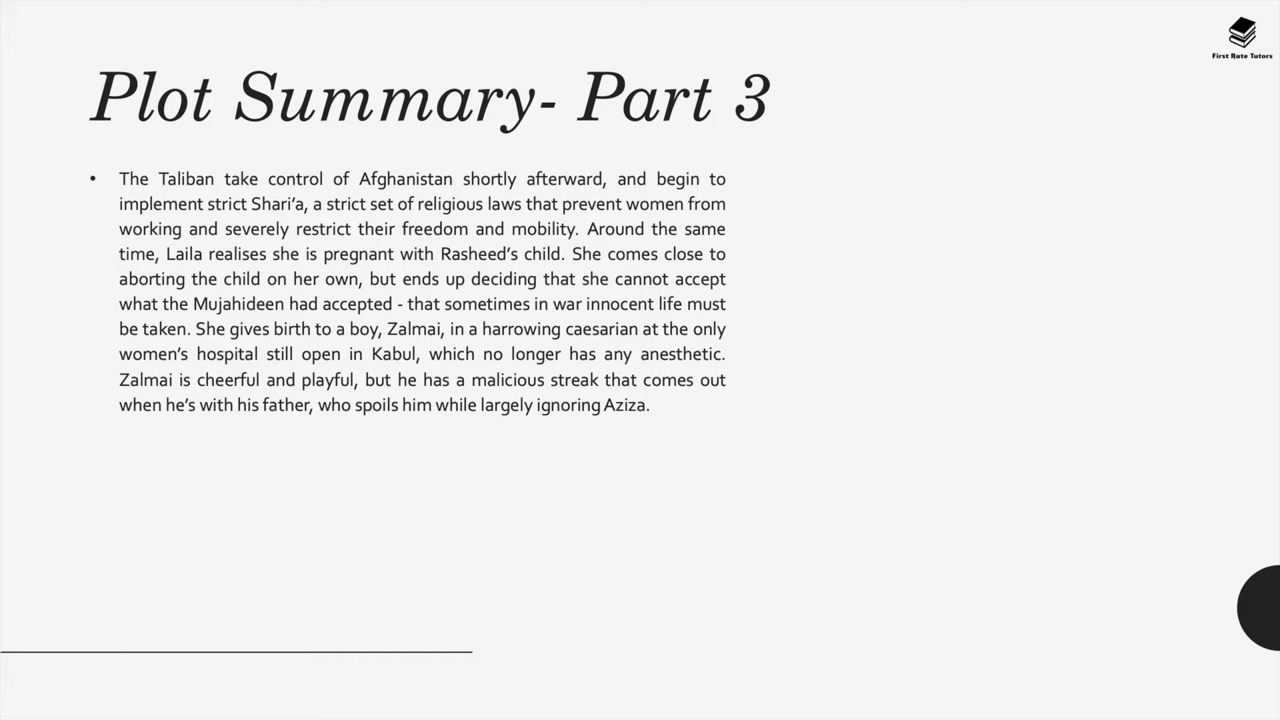 First Rate Tutors
Plot Summary- Part 3
• The Taliban take control of Afghanistan shortly afterward, and begin to
implement strict Shari’a, a strict set of religious laws that prevent women from
working and severely restrict their freedom and mobility. Around the same
time, Laila realises she is pregnant with Rasheed’s child. She comes close to
aborting the child on her own, but ends up deciding that she cannot accept
what the Mujahideen had accepted - that sometimes in war innocent life must
be taken. She gives birth to a boy, Zalmai, in a harrowing caesarian at the only
women’s hospital still open in Kabul, which no longer has any anesthetic.
Zalmai is cheerful and playful, but he has a malicious streak that comes out
when he’s with his father, who spoils him while largely ignoring Aziza.